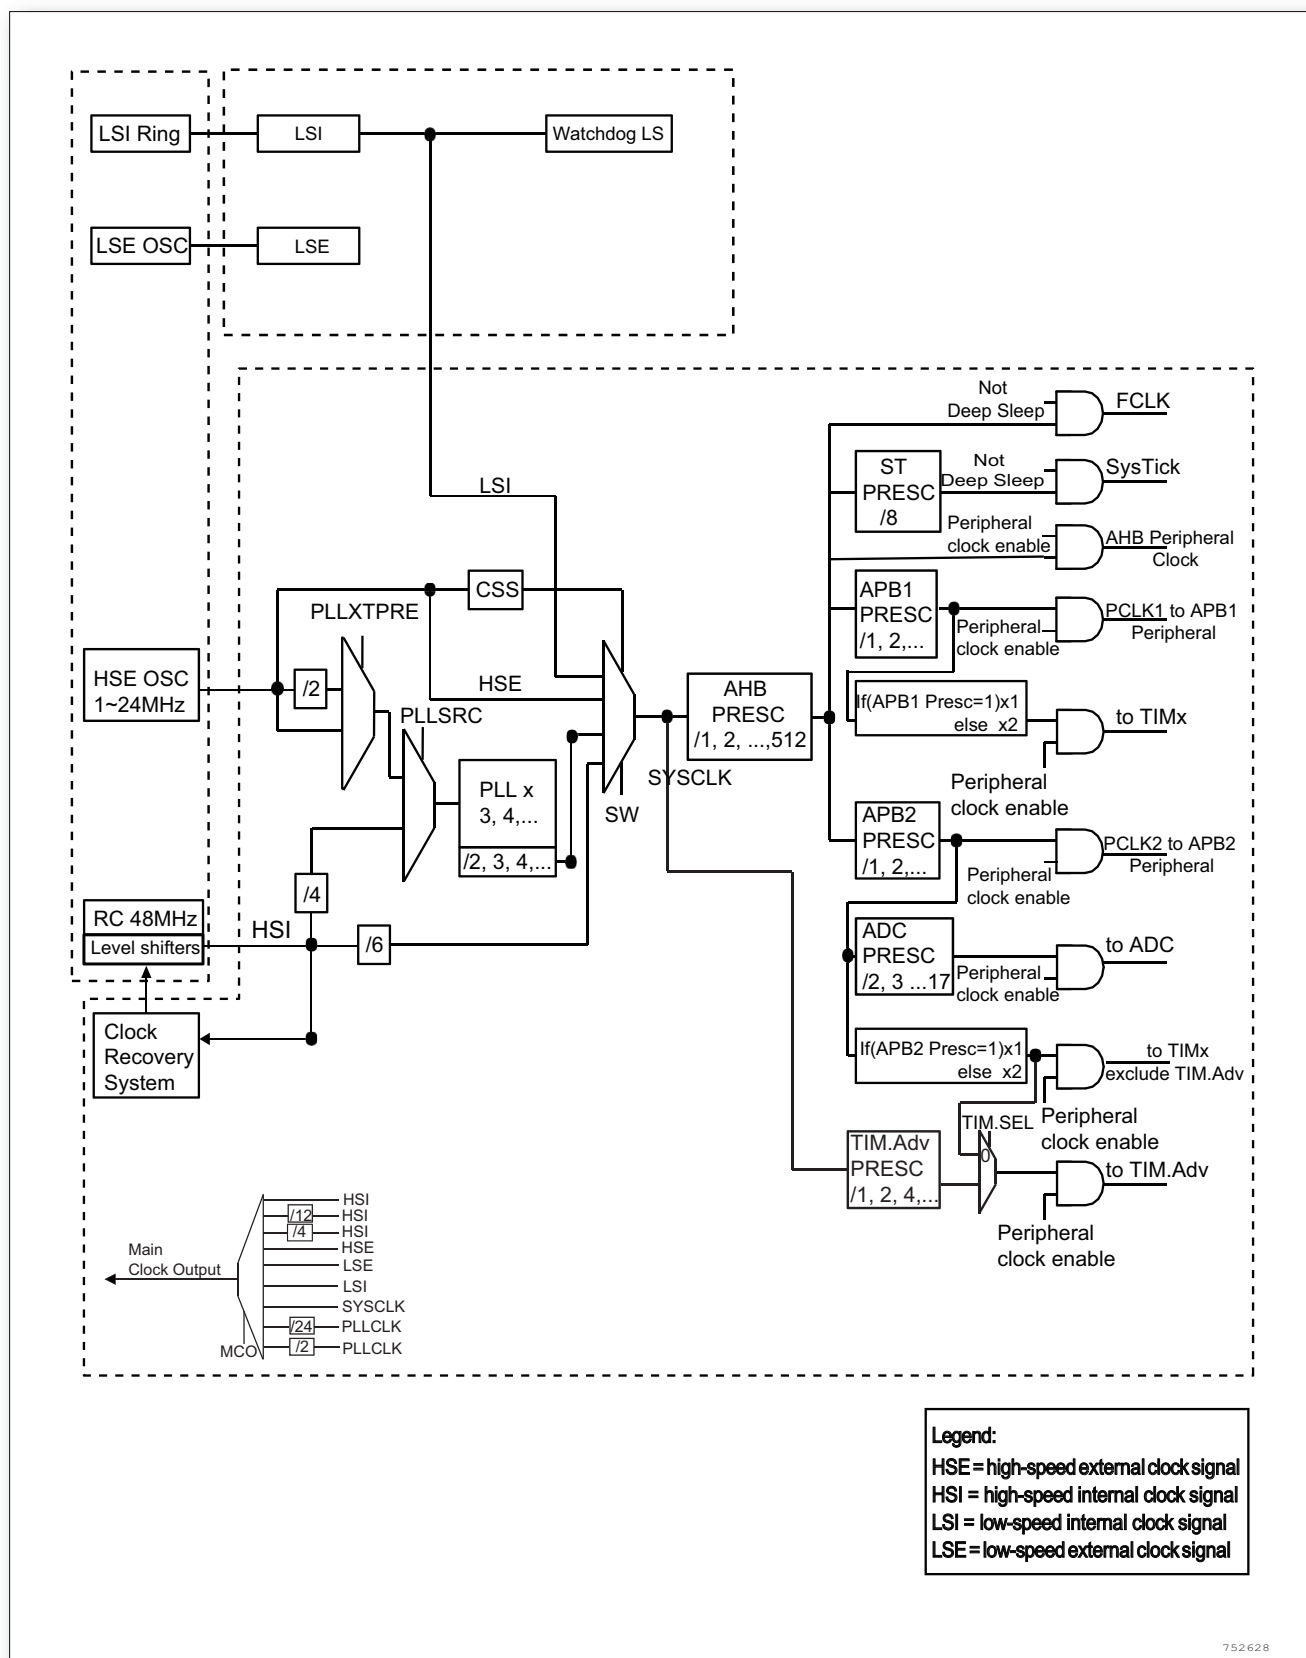 LSI Ring
LSI
Watchdog LS
LSE OSC
LSE
Not
Deep Sleep
FCLK
ST
PRESC
/8
Not
Deep Sleep
SysTick
LSI
Peripheral
clock enable
AHB Peripheral
Clock
CSS
PLLXTPRE
APB1
PRESC
/1, 2,...
Peripheral
clock enable
PCLK1 to APB1
Peripheral
HSE OSC
1~24MHz
/2
HSE
PLLSRC
AHB
PRESC
/1, 2, ...,512
If(APB1 Presc=1)x1
else x2
to TIMx
Peripheral
clock enable
SYSCLK
PLL x
3, 4,...
/2, 3, 4,...
SW
APB2
PRESC
/1, 2,...
Peripheral
clock enable
PCLK2 to APB2
Peripheral
/4
RC 48MHz
Level shifters
HSI
/6
ADC
PRESC
/2, 3 ...17
Peripheral
clock enable
to ADC
Clock
Recovery
System
If(APB2 Presc=1)x1
else x2
to TIMx
exclude TIM.Adv
Peripheral
clock enable
TIM.SEL
0
TIM.Adv
PRESC
/1, 2, 4,...
to TIM.Adv
Peripheral
clock enable
HSI
/12
HSI
/4
HSI
HSE
LSE
LSI
SYSCLK
/24
PLLCLK
/2
PLLCLK
Main
Clock Output
MCO
Legend:
HSE = high-speed external clock signal
HSI = high-speed internal clock signal
LSI = low-speed internal clock signal
LSE = low-speed external clock signal
752628